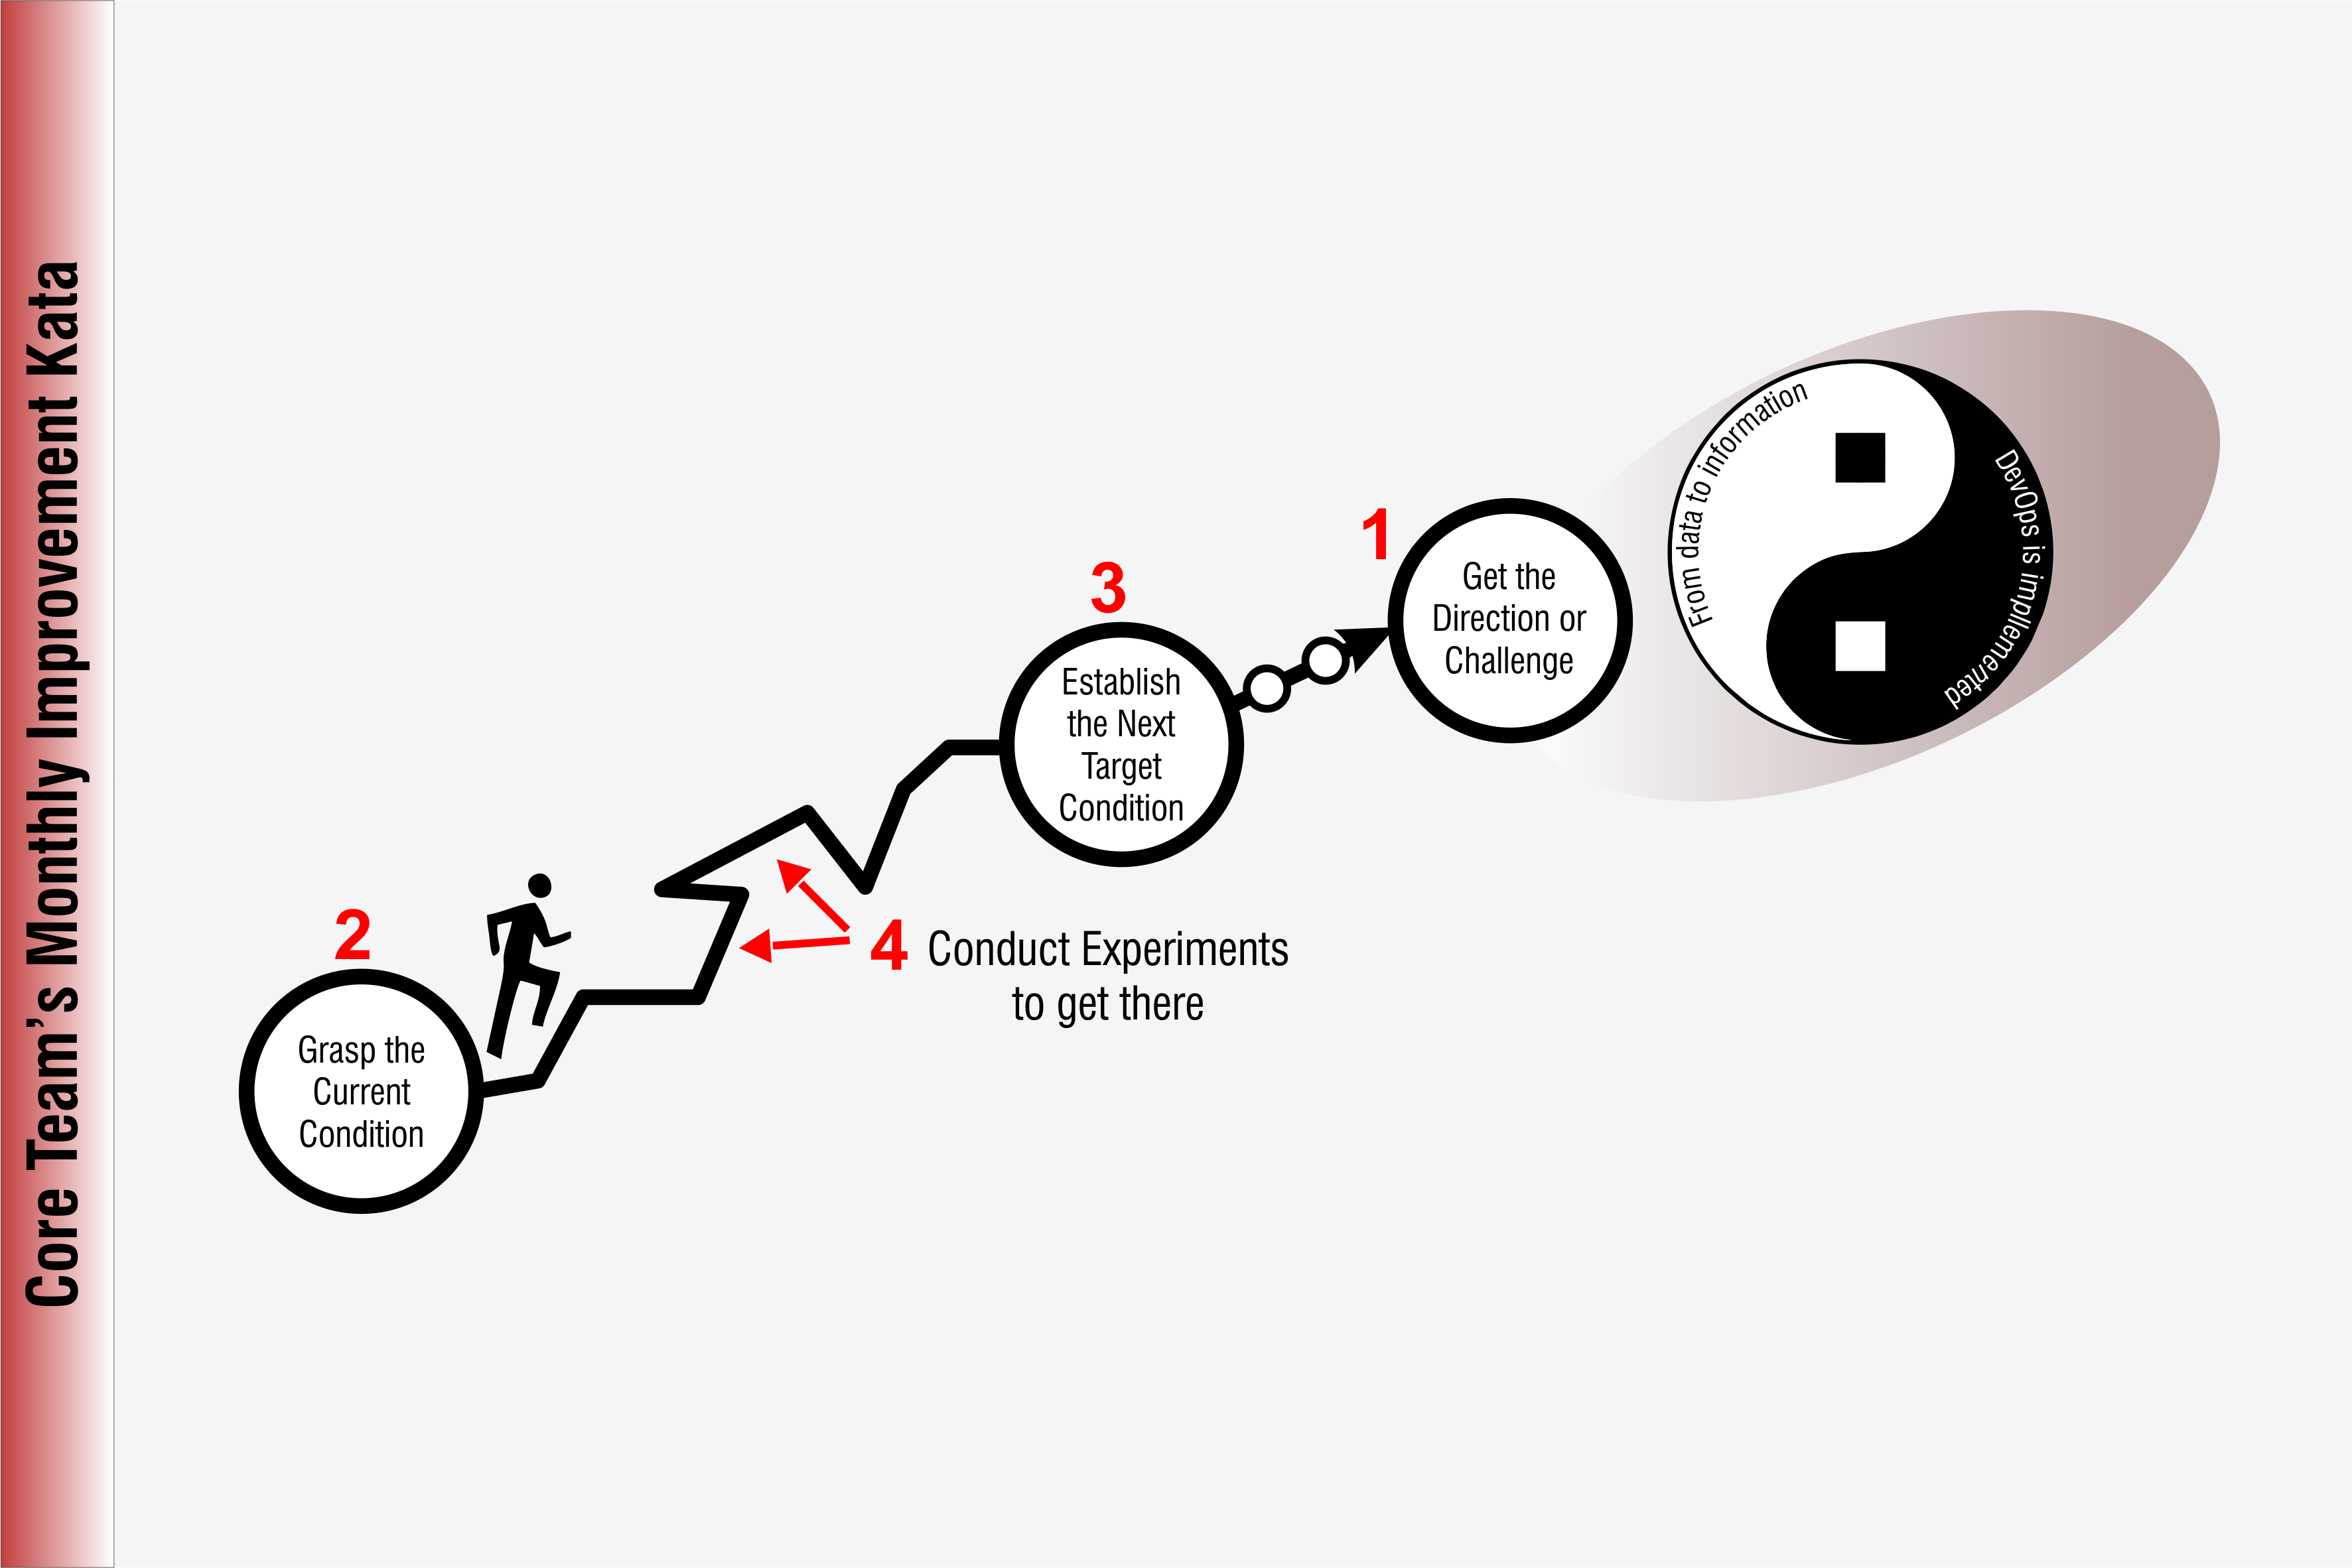 Core Team's Monthly Improvement Kata
1
Get the
Direction or
Challenge
From data to information
DevOps is impllemented
2
Grasp the
Current
Condition
3
Establish
the Next
Target
Condition
4 Conduct Experiments
to get there